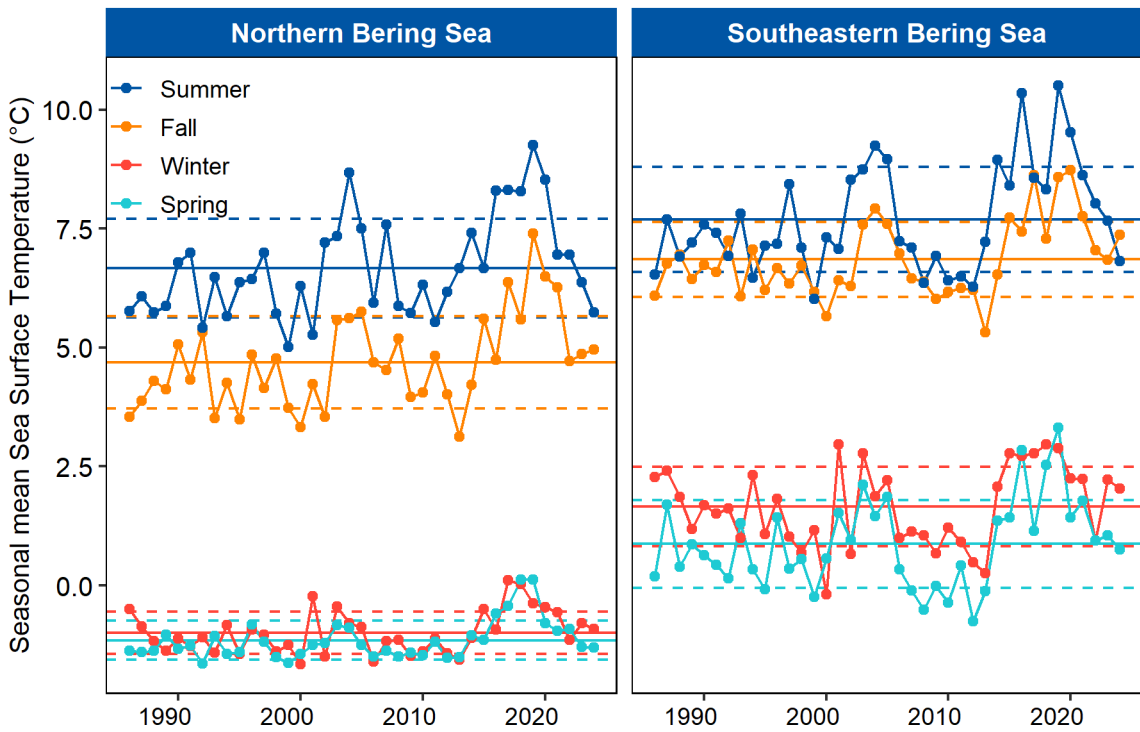 Northern Bering Sea
Southeastern Bering Sea
Seasonal mean Sea Surface Temperature (°C)
10.0
7.5
5.0
2.5
0.0
Summer
Fall
Winter
Spring
1990
2000
2010
2020
1990
2000
2010
2020